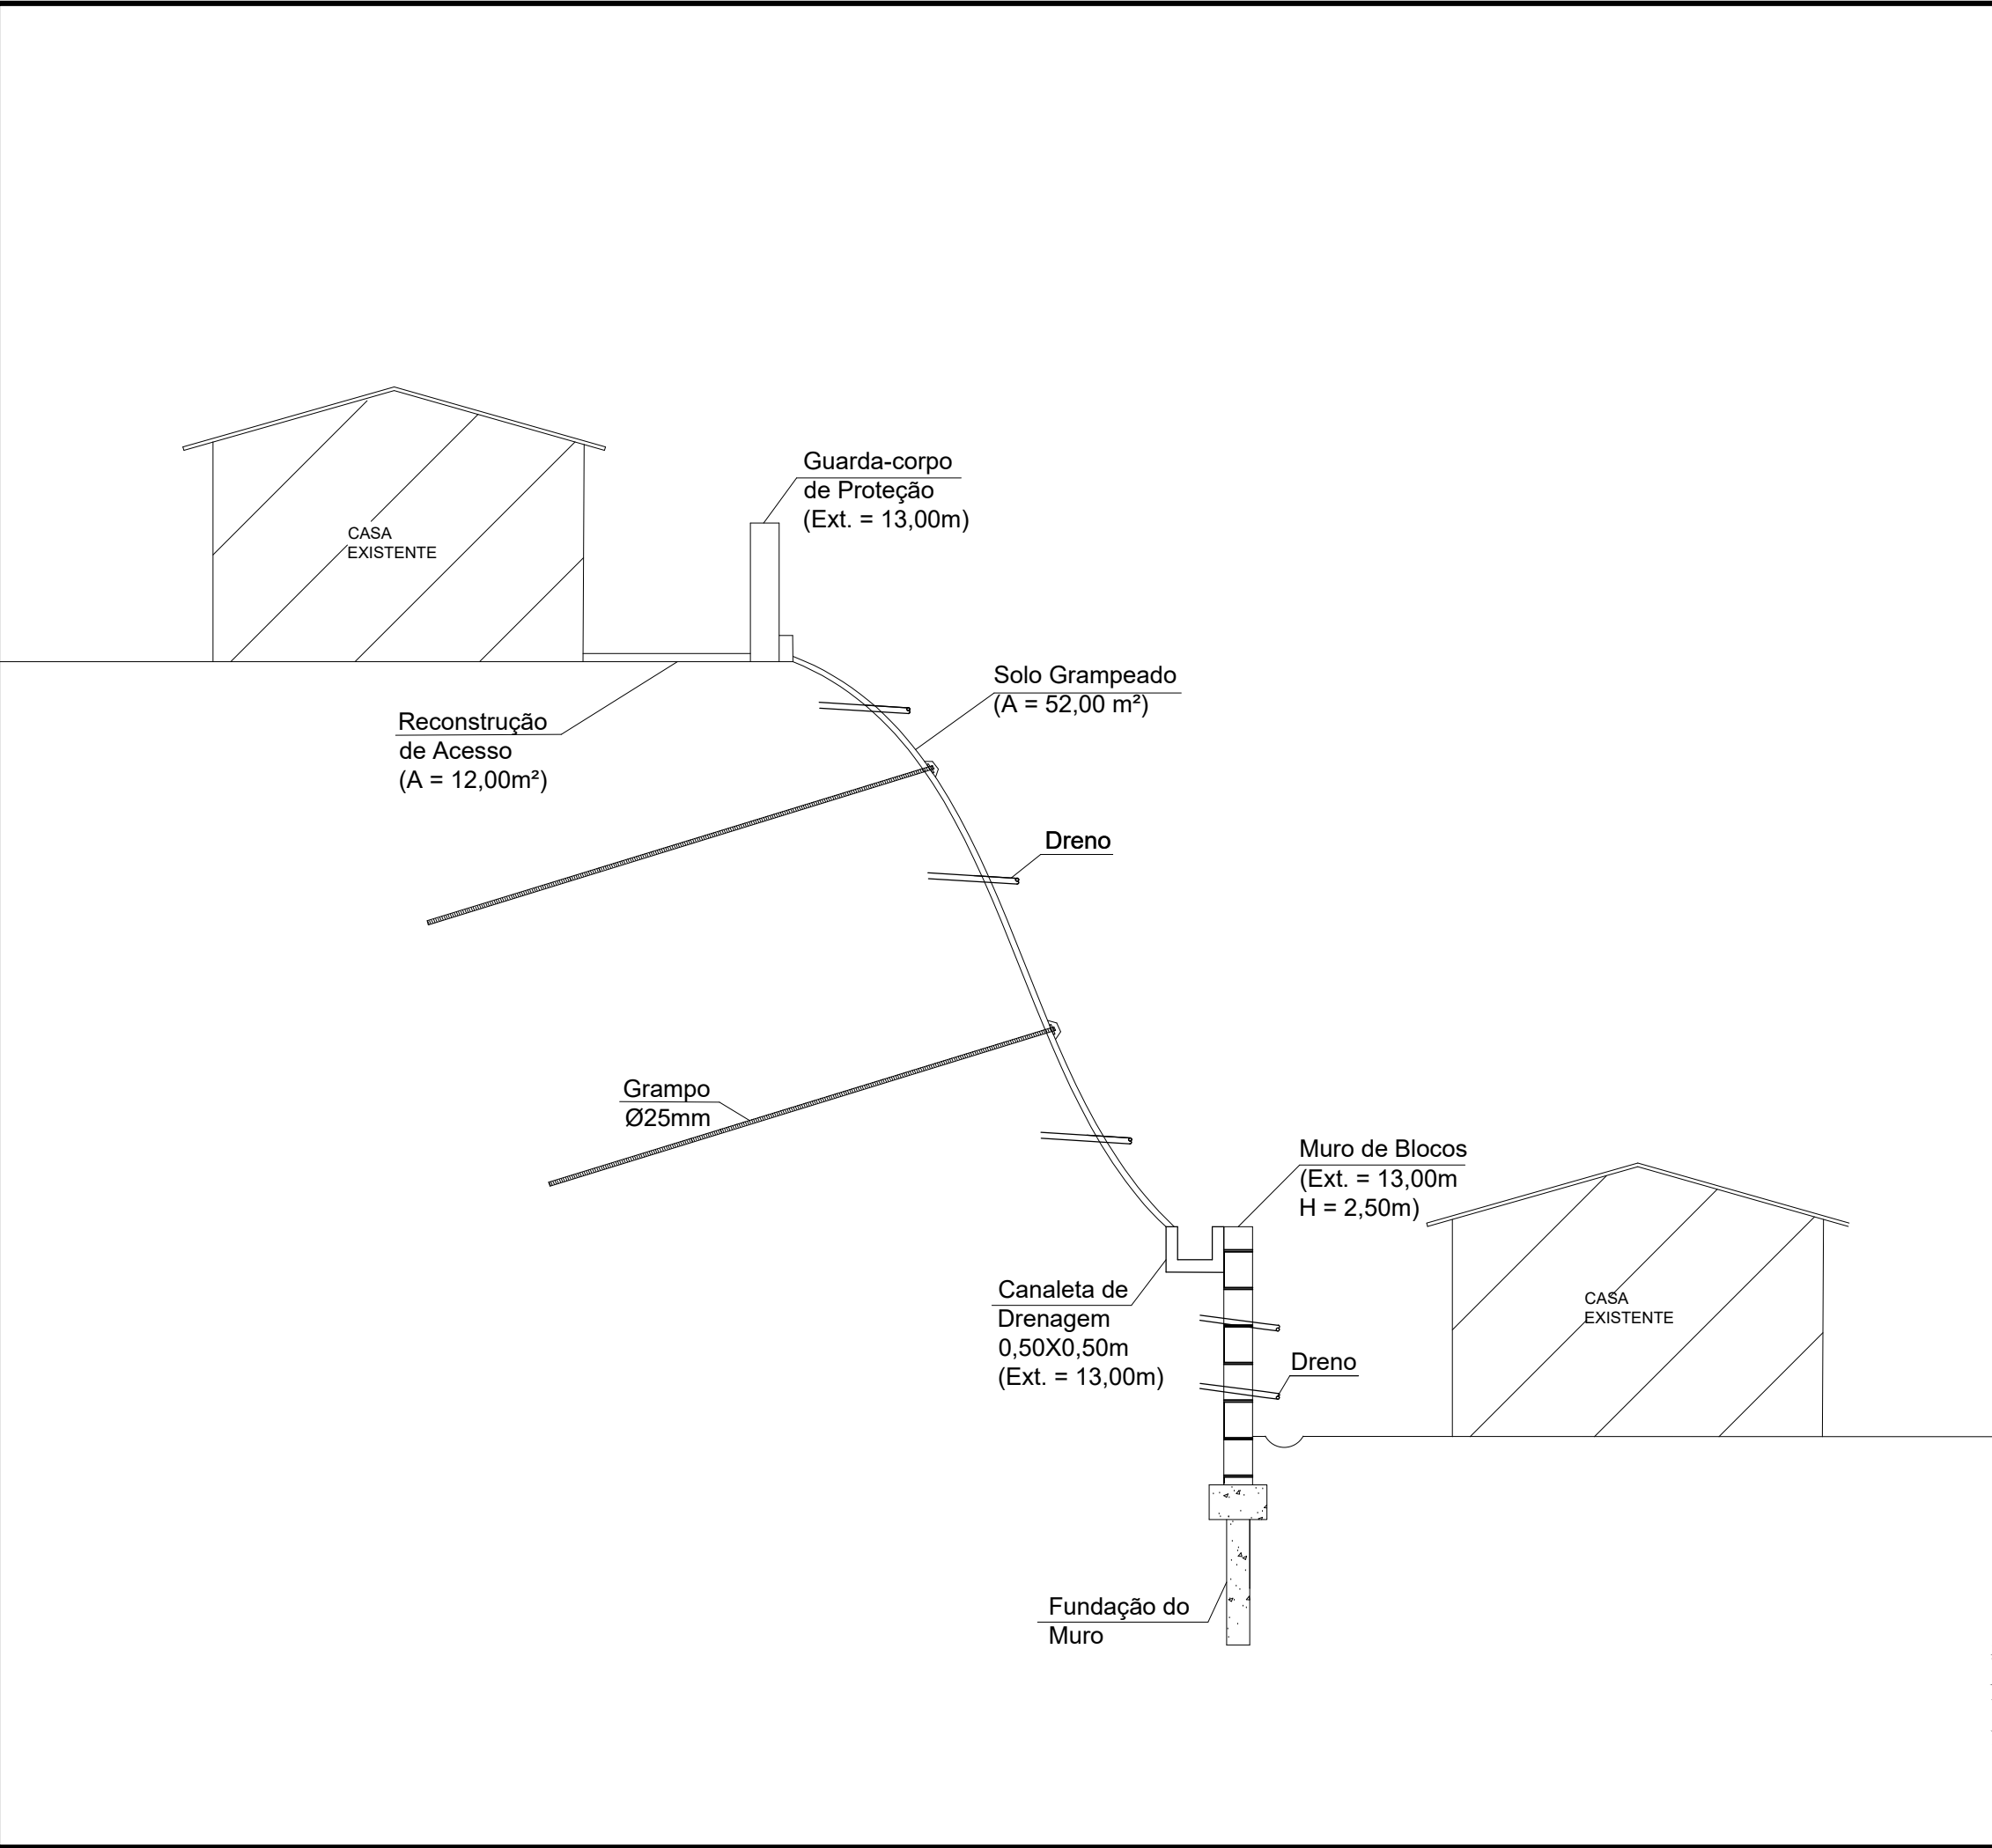 Guarda-corpo
de Proteção
(Ext. = 13,00m)
CASA
EXISTENTE
Solo Grampeado
(A = 52,00 m²)
Reconstrução
de Acesso
(A = 12,00m²)
Dreno
Grampo
Ø25mm
Muro de Blocos
(Ext. = 13,00m
H = 2,50m)
Canaleta de
Drenagem
0,50X0,50m
(Ext. = 13,00m)
CASA
EXISTENTE
Dreno
Fundação do
Muro